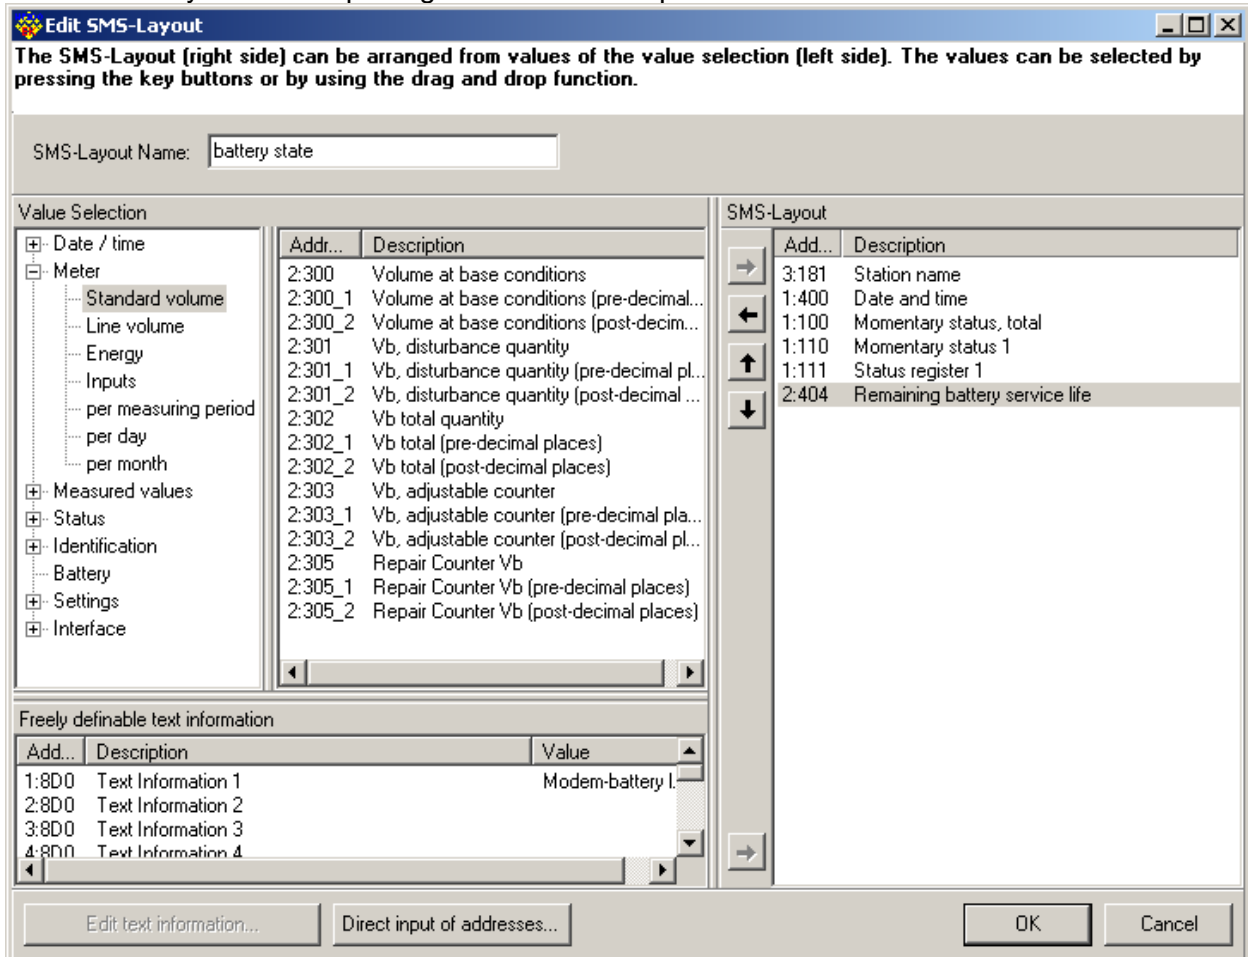 Edit SMS-Layout
The SMS-Layout (right side) can be arranged from values of the value selection (left side). The values can be selected by
pressing the key buttons or by using the drag and drop function.
SMS-Layout Name: battery state
Value Selection
Date / time
Meter
Standard volume
Line volume
Energy
Inputs
per measuring period
per day
per month
Measured values
Status
Identification
Battery
Settings
Interface
Addr... Description
2:300 Volume at base conditions
2:300_1 Volume at base conditions (pre-decimal...
2:300_2 Volume at base conditions (post-decim...
2:301 Vb, disturbance quantity
2:301_1 Vb, disturbance quantity (pre-decimal pl...
2:301_2 Vb, disturbance quantity (post-decimal ...
2:302 Vb total quantity
2:302_1 Vb total (pre-decimal places)
2:302_2 Vb total (post-decimal places)
2:303 Vb, adjustable counter
2:303_1 Vb, adjustable counter (pre-decimal pla...
2:303_2 Vb, adjustable counter (post-decimal pl...
2:305 Repair Counter Vb
2:305_1 Repair Counter Vb (pre-decimal places)
2:305_2 Repair Counter Vb (post-decimal places)
SMS-Layout
Add... Description
3:181 Station name
1:400 Date and time
1:100 Momentary status, total
1:110 Momentary status 1
1:111 Status register 1
2:404 Remaining battery service life
Freely definable text information
Add... Description Value
1:8D0 Text Information 1 Modem-battery l.
2:8D0 Text Information 2
3:8D0 Text Information 3
4:8D0 Text Information 4
Edit text information...
Direct input of addresses...
OK
Cancel